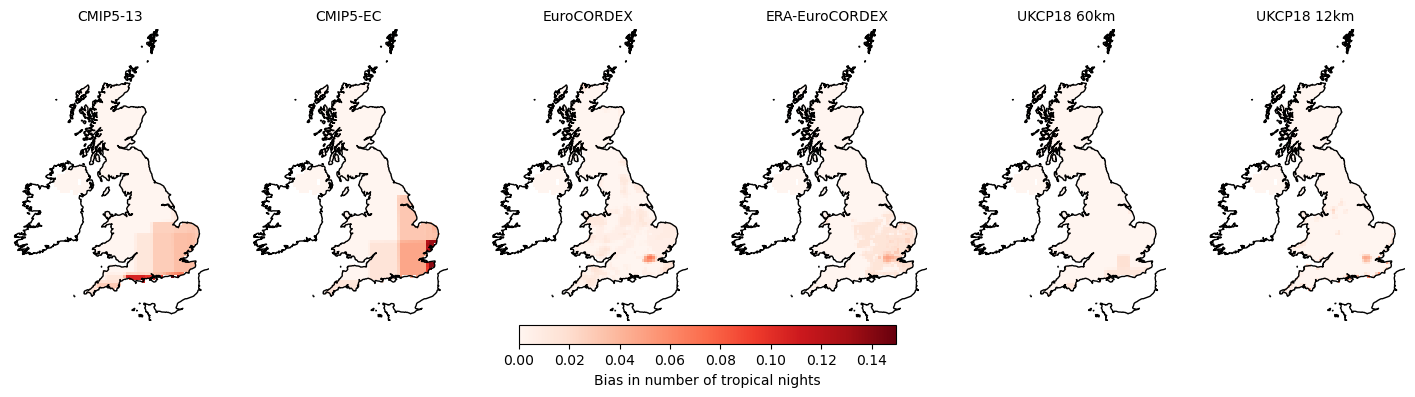 CMIP5-13 CMIP5-EC EuroCORDEX ERA-EuroCORDEX UKCP18 60km UKCP18 12km
0.00 0.02 0.04 0.06 0.08 0.10 0.12 0.14
Bias in number of tropical nights